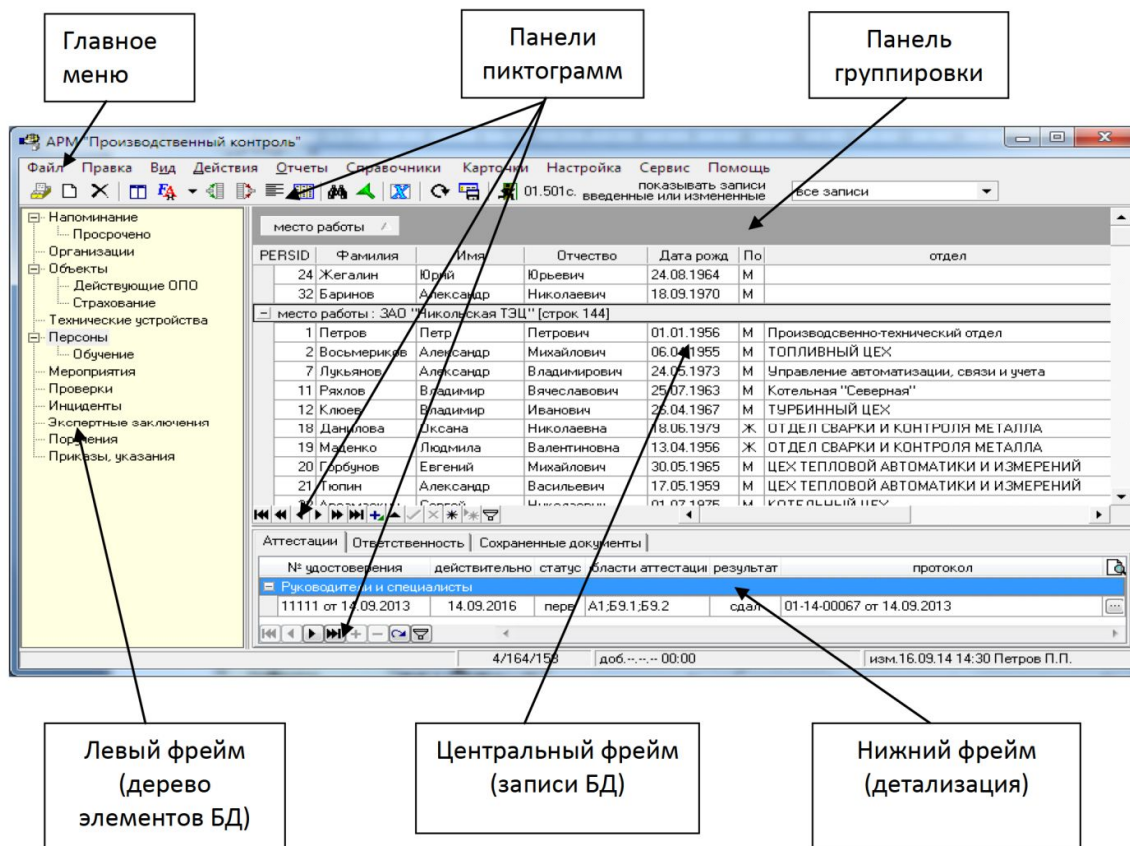 Главное
меню
Панели
пиктограмм
Панель
группировки
АРМ "Производственный контроль"
Файл Правка Вид Действия Отчеты Справочники Карточки Настройка Сервис Помощь
01.501с. показывать записи
введенные или измененные
все записи
Напоминание
Просрочено
Организации
Объекты
Действующие ОПО
Страхование
Технические устройства
Персоны
Обучение
Мероприятия
Проверки
Инциденты
Экспертные заключения
Поручения
Приказы, указания
место работы
PERSID Фамилия Имя Отчество Дата рожд По отдел
24 Жегалин Юрий Юрьевич 24.08.1964 М
32 Баринов Александр Николаевич 18.09.1970 М
место работы : ЗАО "Никольская ТЭЦ" [строк 144]
1 Петров Петр Петрович 01.01.1956 М Производсвенно-технический отдел
2 Восьмериков Александр Михайлович 06.04.1955 М ТОПЛИВНЫЙ ЦЕХ
7 Лукьянов Александр Владимирович 24.05.1973 М Управление автоматизации, связи и учета
11 Ряхлов Владимир Вячеславович 25.07.1963 М Котельная "Северная"
12 Клюев Владимир Иванович 26.04.1967 М ТУРБИННЫЙ ЦЕХ
18 Данилова Оксана Николаевна 18.06.1979 Ж ОТДЕЛ СВАРКИ И КОНТРОЛЯ МЕТАЛЛА
19 Маденко Людмила Валентиновна 13.04.1956 Ж ОТДЕЛ СВАРКИ И КОНТРОЛЯ МЕТАЛЛА
20 Горбунов Евгений Михайлович 30.05.1965 М ЦЕХ ТЕПЛОВОЙ АВТОМАТИКИ И ИЗМЕРЕНИЙ
21 Тюпин Александр Васильевич 17.05.1959 М ЦЕХ ТЕПЛОВОЙ АВТОМАТИКИ И ИЗМЕРЕНИЙ
Сергей Николаевич 01.07.1975 М КОТЕЛЬНЫЙ ЦЕХ
Аттестации Ответственность Сохраненные документы
№ удостоверения действительно статус бласти аттестаци результат протокол
Руководители и специалисты
11111 от 14.09.2013 14.09.2016 перв А1;Б9.1;Б9.2 сдал 01-14-00067 от 14.09.2013
4/164/158 доб.--.--.-- 00:00 изм.16.09.14 14:30 Петров П.П.
Левый фрейм
(дерево
элементов БД)
Центральный фрейм
(записи БД)
Нижний фрейм
(детализация)